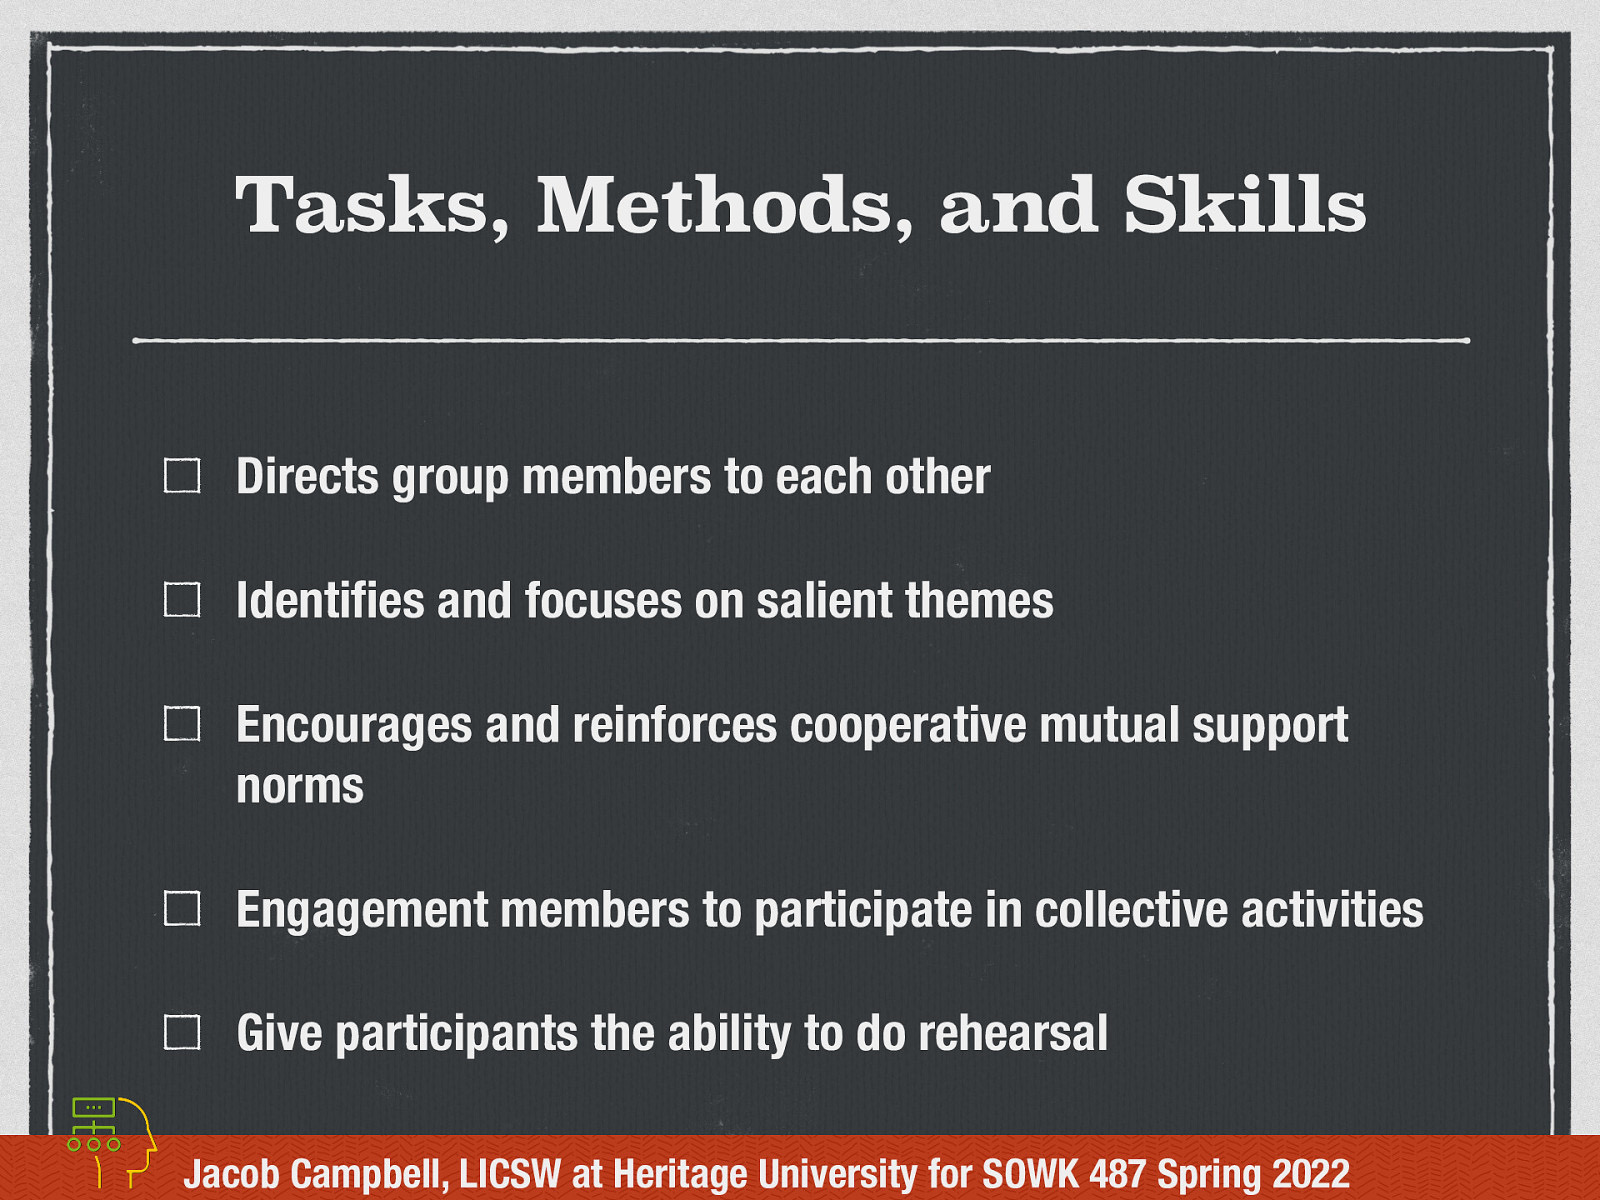 Tasks, Methods, and Skills
Directs group members to each other
Identifies and focuses on salient themes
Encourages and reinforces cooperative mutual support
norms
Engagement members to participate in collective activities
Give participants the ability to do rehearsal
Jacob Campbell, LICSW at Heritage University for SOWK 487 Spring 2022